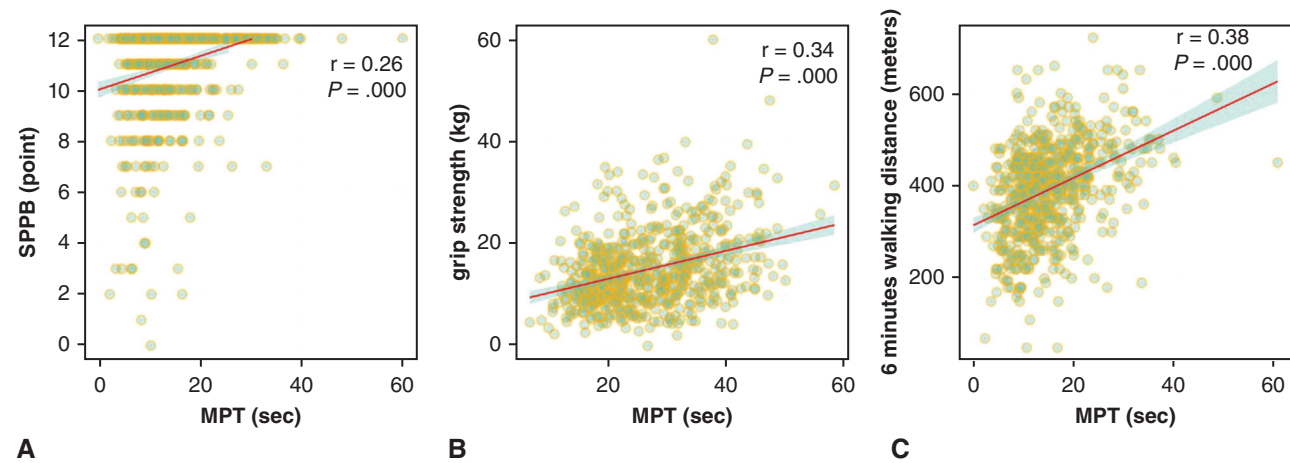 SPPB (point)
12
10
8
6
4
2
0
r = 0.26
P = .000
0
20
40
60
MPT (sec)
A
grip strength (kg)
60
40
20
0
r = 0.34
P = .000
20
40
60
MPT (sec)
B
6 minutes walking distance (meters)
600
400
200
r = 0.38
P = .000
0
20
40
60
MPT (sec)
C